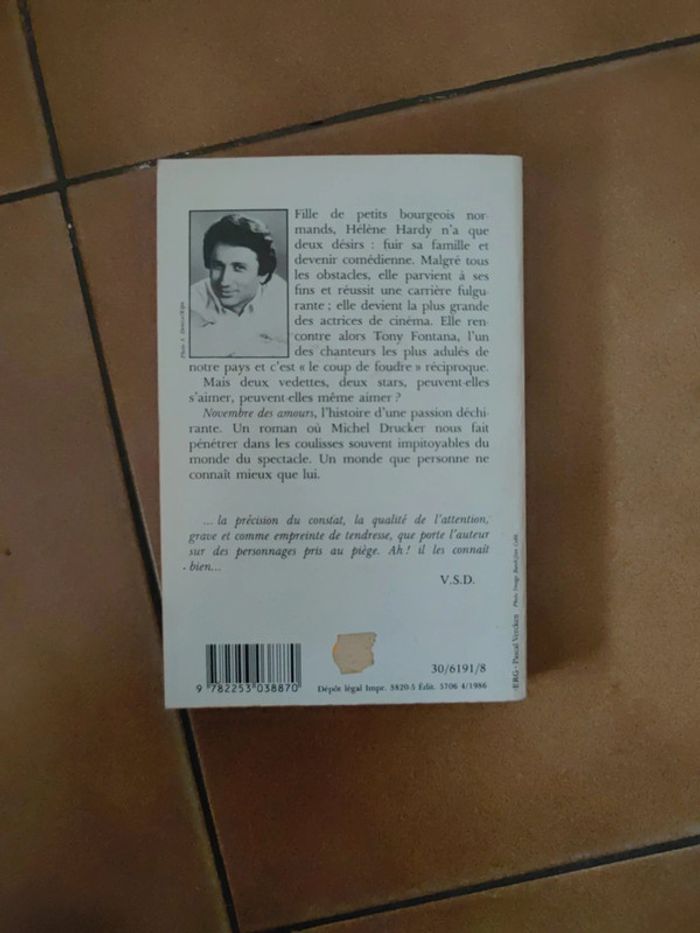 Fille de petits bourgeois nor-
mands, Hélène Hardy n'a que
deux désirs : fuir sa famille et
devenir comédienne. Malgré tous
les obstacles, elle parvient à ses
fins et réussit une carrière fulgu-
rante ; elle devient la plus grande
des actrices de cinéma. Elle ren-
contre alors Tony Fontana, l'un
des chanteurs les plus adulés de
notre pays et c'est « le coup de foudre » réciproque.
Mais deux vedettes, deux stars, peuvent-elles
s'aimer, peuvent-elles même aimer ?
Novembre des amours, l'histoire d'une passion déchi-
rante. Un roman où Michel Drucker nous fait
pénétrer dans les coulisses souvent impitoyables du
monde du spectacle. Un monde que personne ne
connaît mieux que lui.
... la précision du constat, la qualité de l'attention,
grave et comme empreinte de tendresse, que porte l'auteur
sur des personnages pris au piège. Ah ! il les connaît
bien...
V.S.D.
30/6191/8
9 782253 038870
Dépôt légal Impr. 3820-5 Édit. 5706 4/1986
ERG - Pascal Vercken